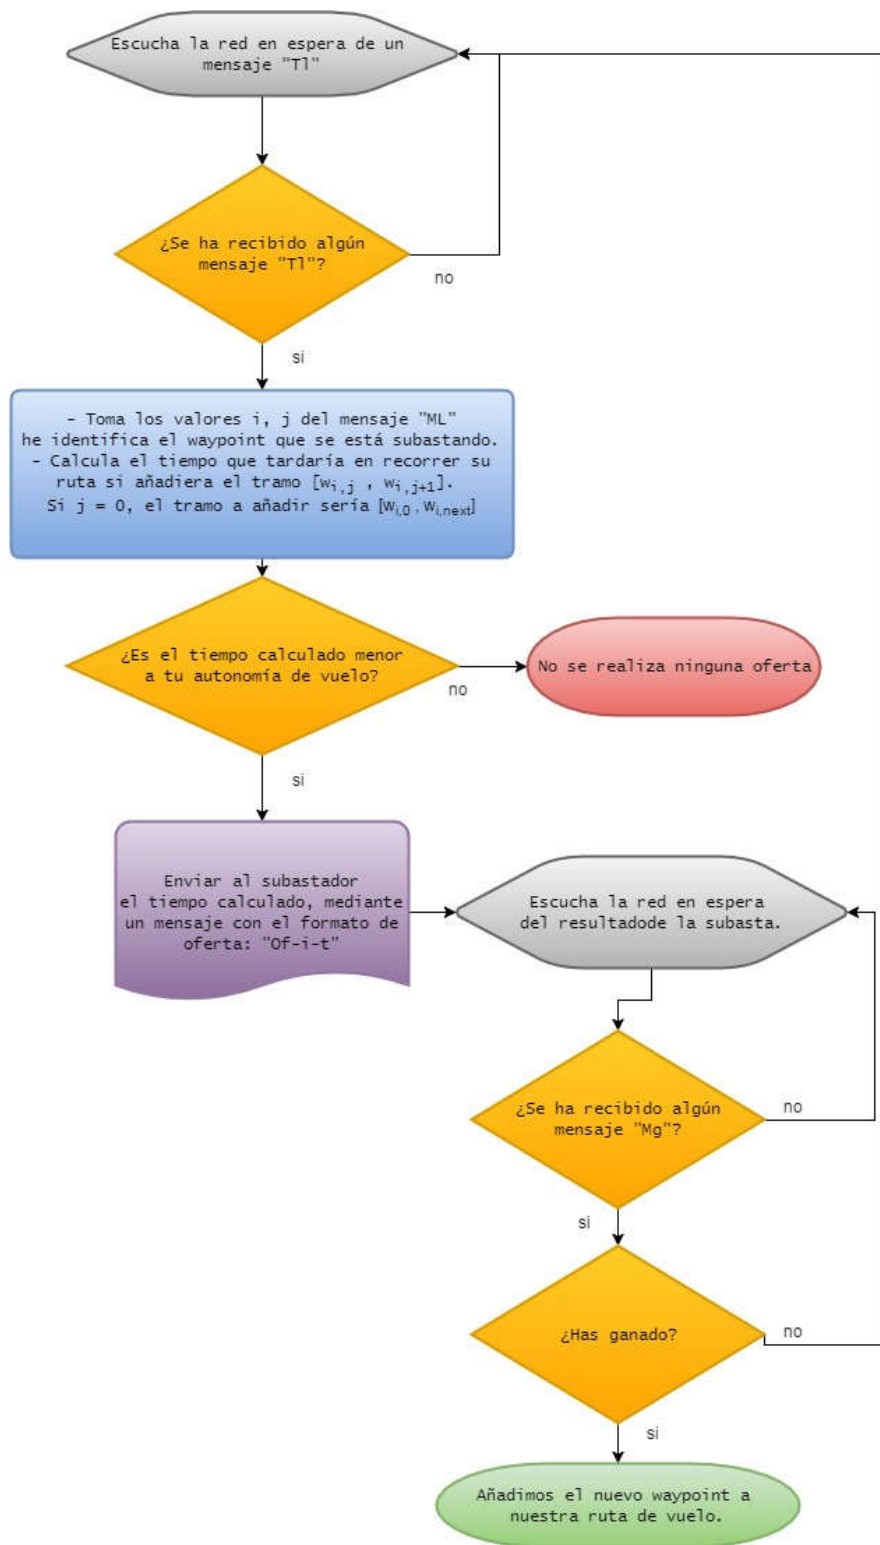 Escucha la red en espera de un
mensaje "Tl"
¿Se ha recibido algún
mensaje "Tl"?
no
si
- Toma los valores i, j del mensaje "ML"
he identifica el waypoint que se está subastando.
- Calcula el tiempo que tardaría en recorrer su
ruta si añadiera el tramo [w_{i,j} , w_{i,j+1}].
Si j = 0, el tramo a añadir sería [w_{i,0} , w_{i,next}]
¿Es el tiempo calculado menor
a tu autonomía de vuelo?
no
No se realiza ninguna oferta
si
Enviar al subastador
el tiempo calculado, mediante
un mensaje con el formato de
oferta: "Of-i-t"
Escucha la red en espera
del resultadode la subasta.
¿Se ha recibido algún
mensaje "Mg"?
no
si
¿Has ganado?
no
si
Añadimos el nuevo waypoint a
nuestra ruta de vuelo.